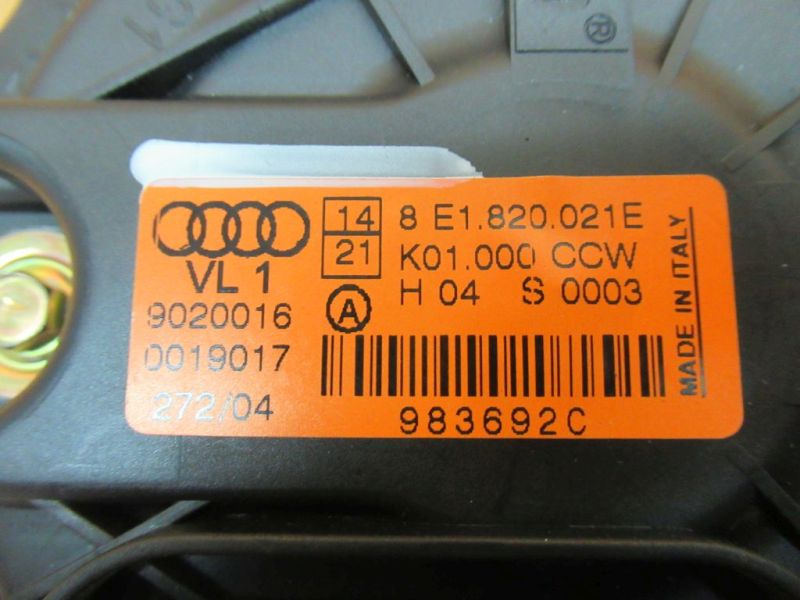 61
®
14
21
8 E1.820.021E
K01.000 CCW
H 04 S 0003
VL 1
A
9020016
0019017
272/04
983692C
MADE IN ITALY